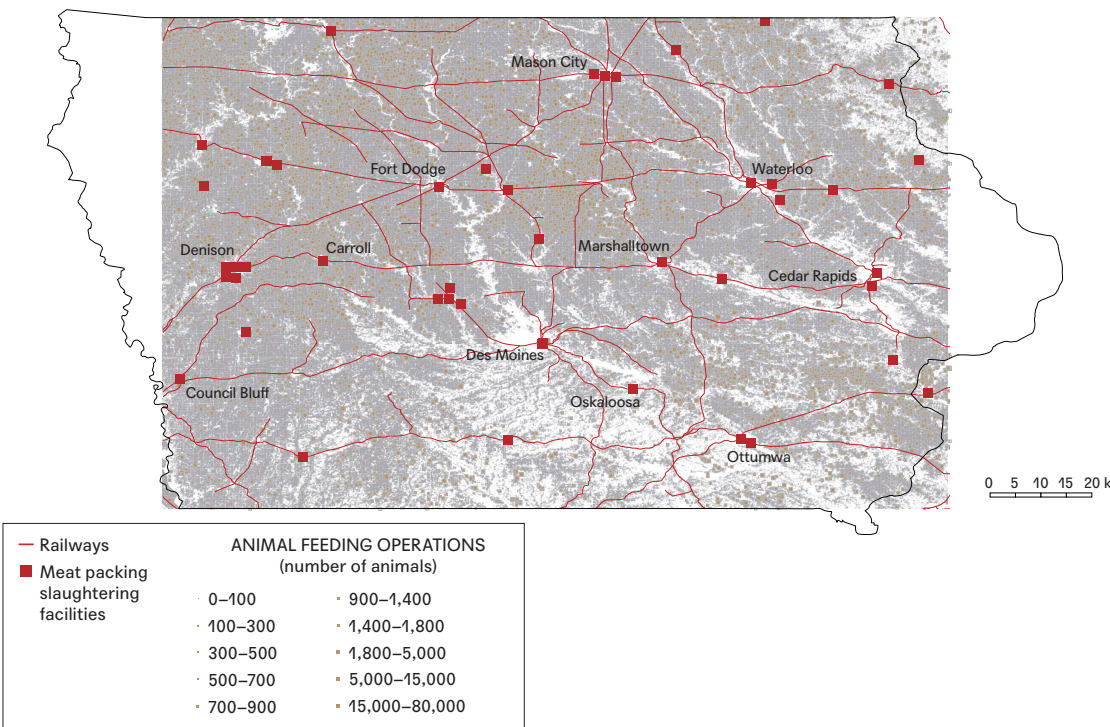 Mason City
Fort Dodge
Waterloo
Denison
Carroll
Marshalltown
Cedar Rapids
Des Moines
Council Bluff
Oskaloosa
Ottumwa
0 5 10 15 20 k
Railways
Meat packing
slaughtering
facilities
ANIMAL FEEDING OPERATIONS
(number of animals)
0–100
100–300
300–500
500–700
700–900
900–1,400
1,400–1,800
1,800–5,000
5,000–15,000
15,000–80,000